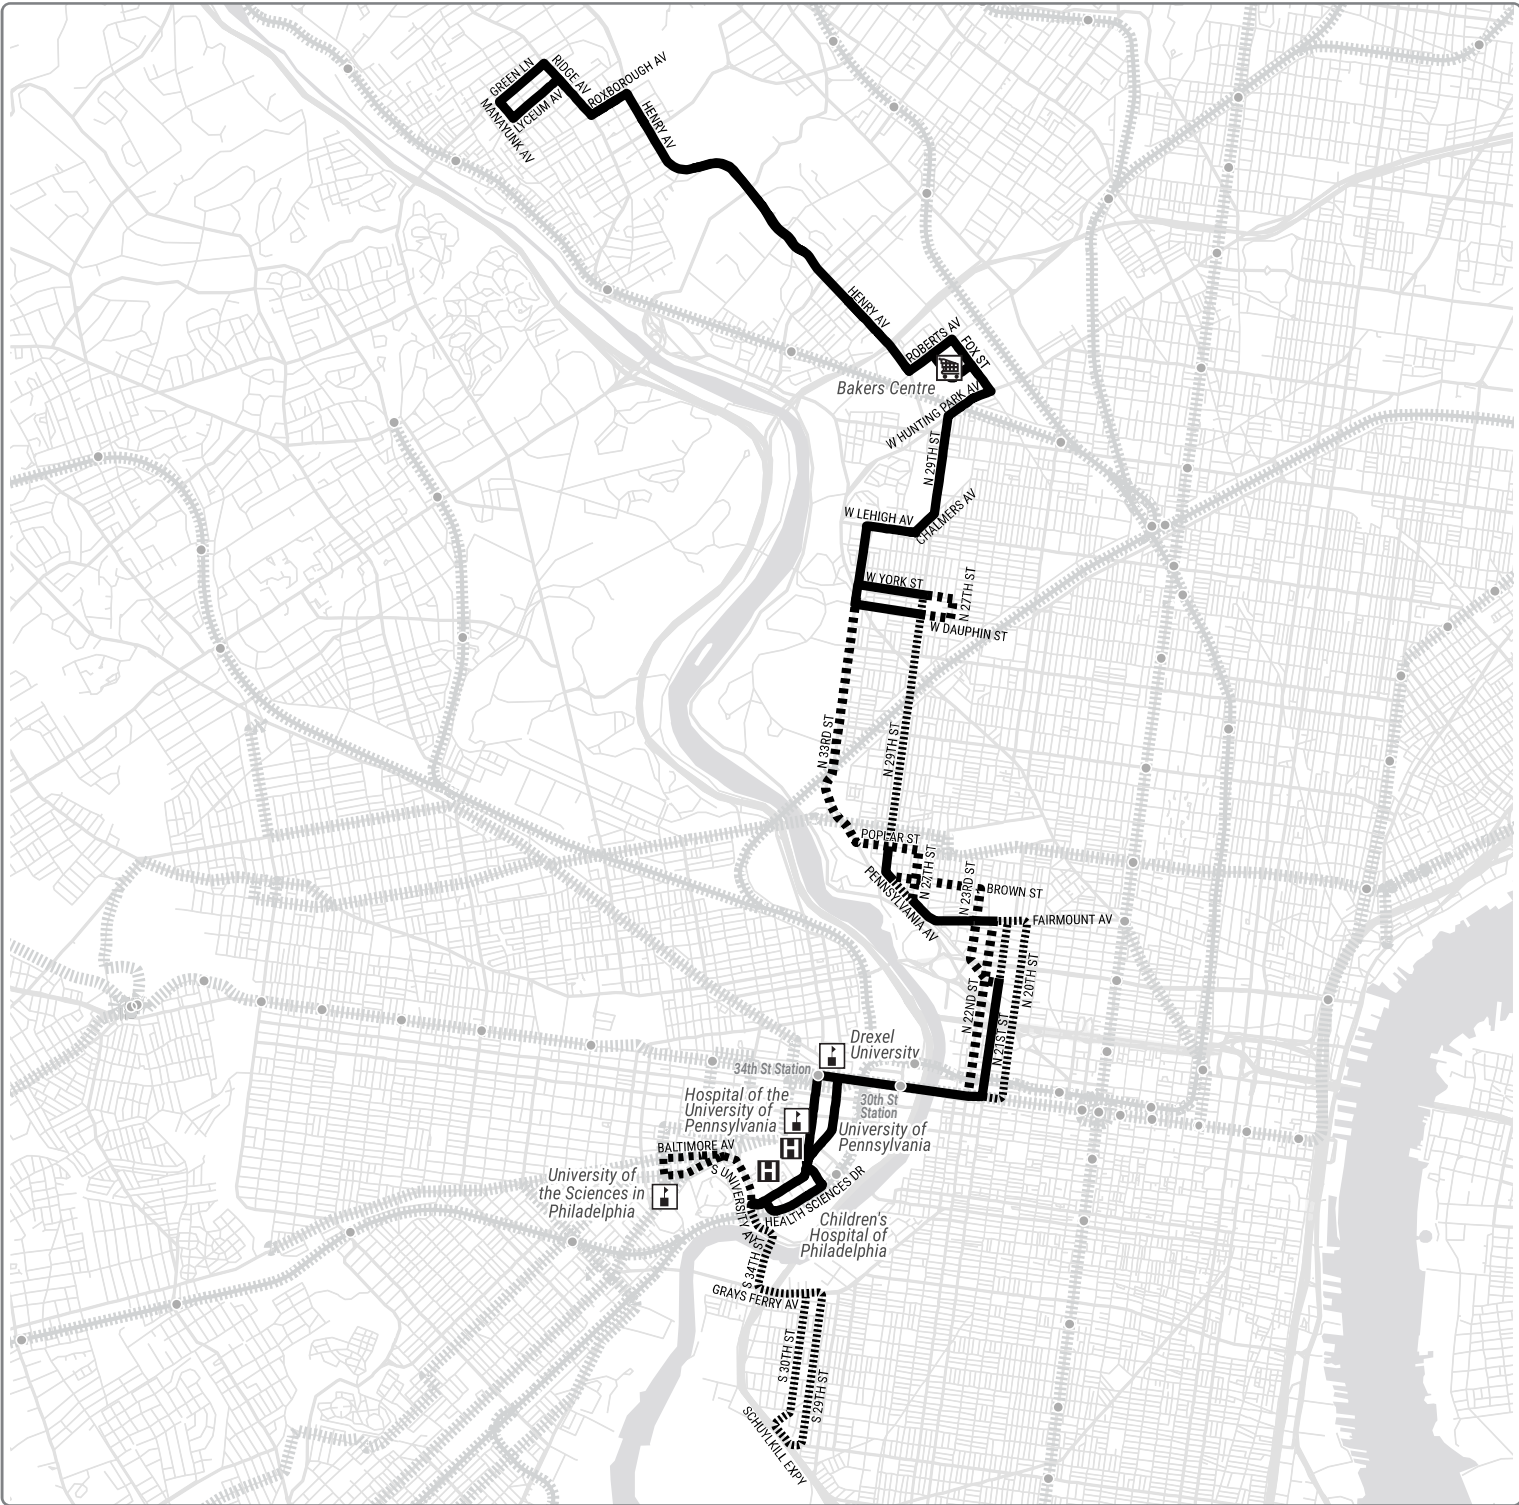 GREEN LN
RIDGE AV
ROXBOROUGH AV
MANAYUNK AV
LYCEUM AV
HENRY AV
HENRY AV
ROBERTS AV
FOX ST
Bakers Centre
W HUNTING PARK AV
N 29TH ST
W LEHIGH AV
CHALMERS AV
W YORK ST
N 27TH ST
W DAUPHIN ST
N 33RD ST
N 29TH ST
POPLAR ST
N 27TH ST
PENNSYLVANIA AV
N 23RD ST
BROWN ST
FAIRMOUNT AV
N 20TH ST
N 22ND ST
N 21ST ST
Drexel
University
34th St Station
30th St
Station
Hospital of the
University of
Pennsylvania
University of
Pennsylvania
H
H
BALTIMORE AV
S UNIVERSITY AV
University of
the Sciences in
Philadelphia
HEALTH SCIENCES DR
Children's
Hospital of
Philadelphia
S 34TH ST
GRAYS FERRY AV
S 30TH ST
S 29TH ST
SCHUYLKILL EXPY